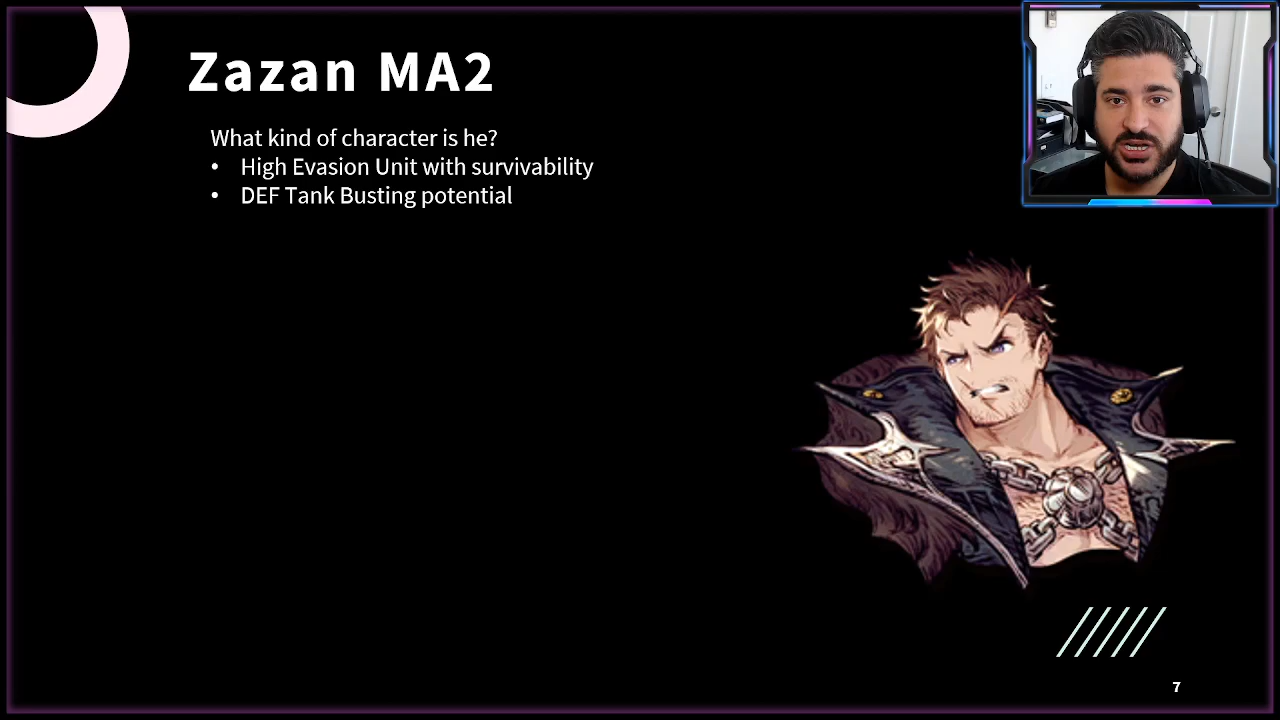 Zazan MA2
What kind of character is he?
• High Evasion Unit with survivability
• DEF Tank Busting potential
7